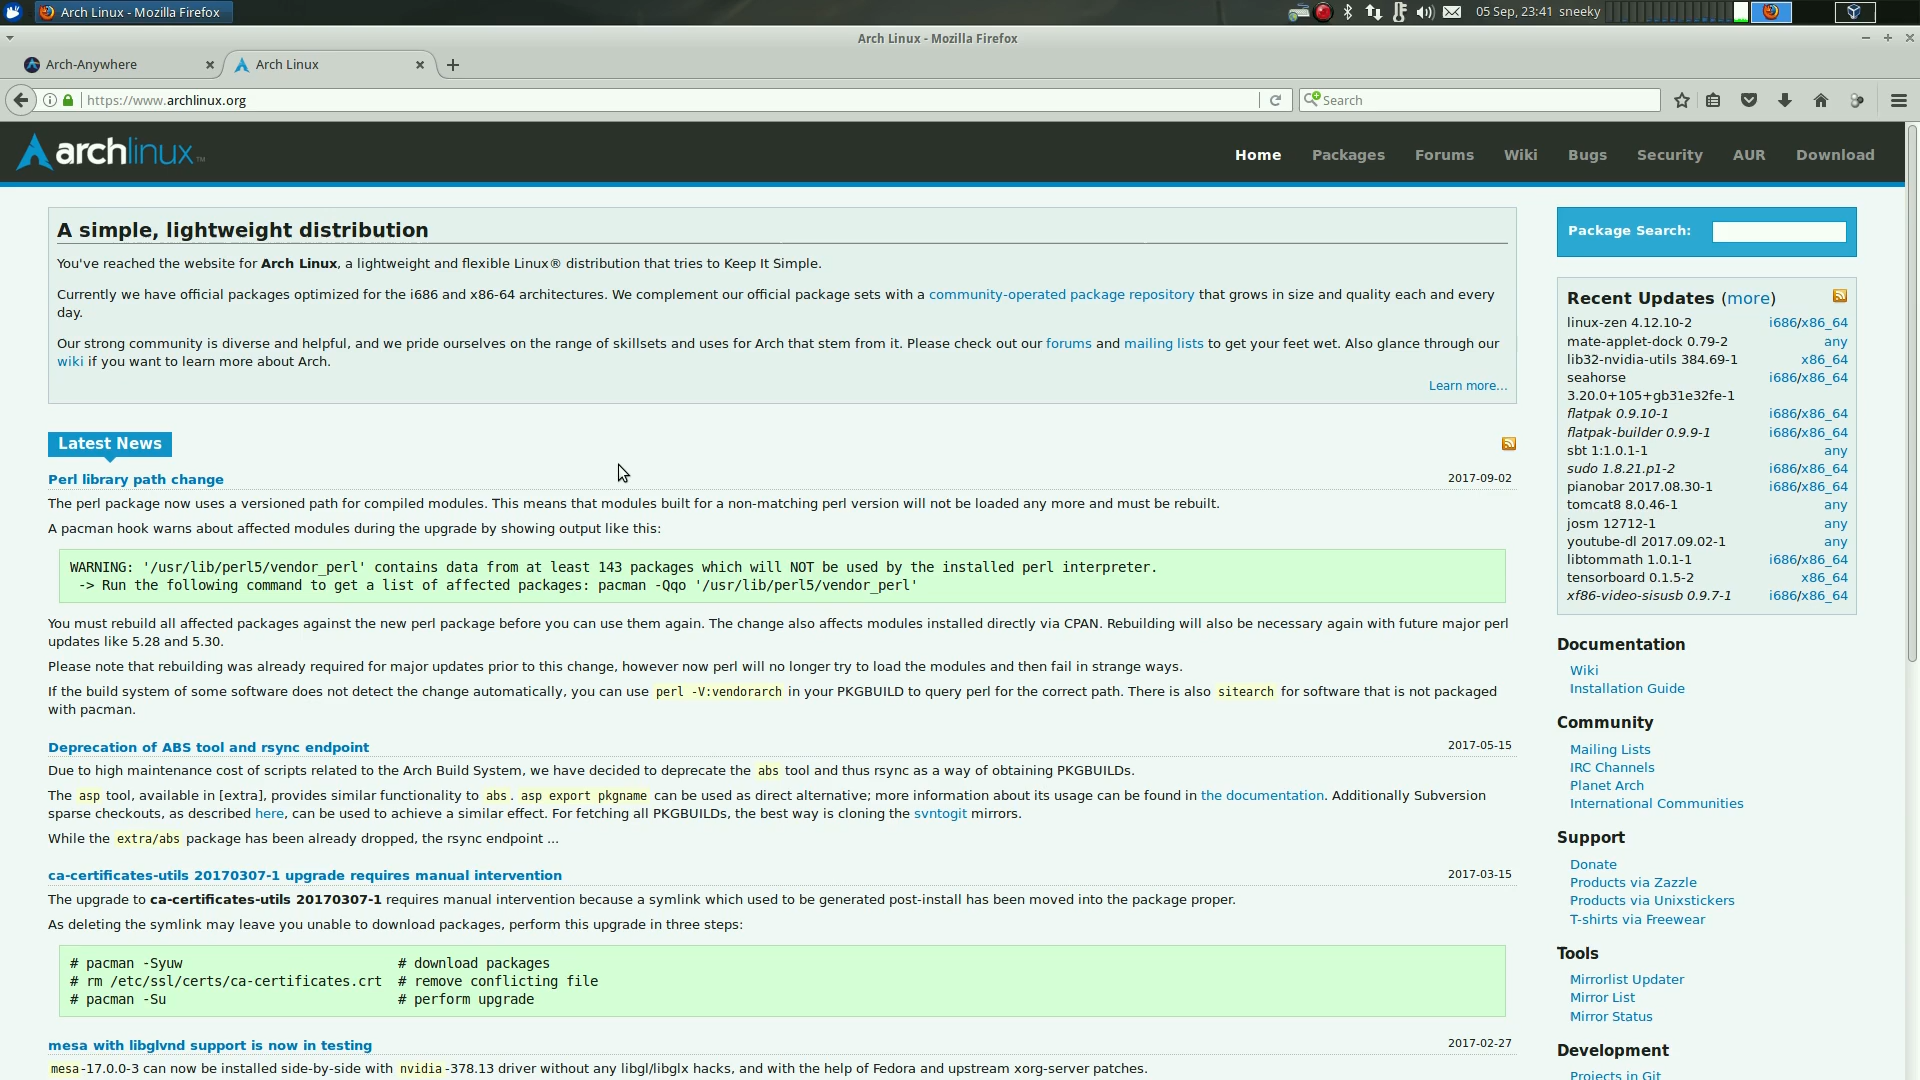 Arch Linux - Mozilla Firefox
05 Sep, 23:41 sneeky
Arch Linux - Mozilla Firefox
Arch-Anywhere
Arch Linux
https://www.archlinux.org
Search
archlinux™
Home Packages Forums Wiki Bugs Security AUR Download
A simple, lightweight distribution
You've reached the website for Arch Linux, a lightweight and flexible Linux® distribution that tries to Keep It Simple.
Currently we have official packages optimized for the i686 and x86-64 architectures. We complement our official package sets with a community-operated package repository that grows in size and quality each and every
day.
Our strong community is diverse and helpful, and we pride ourselves on the range of skillsets and uses for Arch that stem from it. Please check out our forums and mailing lists to get your feet wet. Also glance through our
wiki if you want to learn more about Arch.
Learn more...
Latest News
Perl library path change 2017-09-02
The perl package now uses a versioned path for compiled modules. This means that modules built for a non-matching perl version will not be loaded any more and must be rebuilt.
A pacman hook warns about affected modules during the upgrade by showing output like this:
WARNING: '/usr/lib/perl5/vendor_perl' contains data from at least 143 packages which will NOT be used by the installed perl interpreter.
-> Run the following command to get a list of affected packages: pacman -Qqo '/usr/lib/perl5/vendor_perl'
You must rebuild all affected packages against the new perl package before you can use them again. The change also affects modules installed directly via CPAN. Rebuilding will also be necessary again with future major perl
updates like 5.28 and 5.30.
Please note that rebuilding was already required for major updates prior to this change, however now perl will no longer try to load the modules and then fail in strange ways.
If the build system of some software does not detect the change automatically, you can use perl -V:vendorarch in your PKGBUILD to query perl for the correct path. There is also sitearch for software that is not packaged
with pacman.
Deprecation of ABS tool and rsync endpoint 2017-05-15
Due to high maintenance cost of scripts related to the Arch Build System, we have decided to deprecate the abs tool and thus rsync as a way of obtaining PKGBUILDs.
The asp tool, available in [extra], provides similar functionality to abs. asp export pkgname can be used as direct alternative; more information about its usage can be found in the documentation. Additionally Subversion
sparse checkouts, as described here, can be used to achieve a similar effect. For fetching all PKGBUILDs, the best way is cloning the svntogit mirrors.
While the extra/abs package has been already dropped, the rsync endpoint ...
ca-certificates-utils 20170307-1 upgrade requires manual intervention 2017-03-15
The upgrade to ca-certificates-utils 20170307-1 requires manual intervention because a symlink which used to be generated post-install has been moved into the package proper.
As deleting the symlink may leave you unable to download packages, perform this upgrade in three steps:
# pacman -Syuw # download packages
# rm /etc/ssl/certs/ca-certificates.crt # remove conflicting file
# pacman -Su # perform upgrade
mesa with libglvnd support is now in testing 2017-02-27
mesa-17.0.0-3 can now be installed side-by-side with nvidia-378.13 driver without any libgl/libglx hacks, and with the help of Fedora and upstream xorg-server patches.
Package Search:
Recent Updates (more)
linux-zen 4.12.10-2 i686/x86_64
mate-applet-dock 0.79-2 any
lib32-nvidia-utils 384.69-1 x86_64
seahorse i686/x86_64
3.20.0+105+gb31e32fe-1
flatpak 0.9.10-1 i686/x86_64
flatpak-builder 0.9.9-1 i686/x86_64
sbt 1:1.0.1-1 any
sudo 1.8.21.p1-2 i686/x86_64
pianobar 2017.08.30-1 i686/x86_64
tomcat8 8.0.46-1 any
josm 12712-1 any
youtube-dl 2017.09.02-1 any
libtommath 1.0.1-1 i686/x86_64
tensorboard 0.1.5-2 x86_64
xf86-video-sisusb 0.9.7-1 i686/x86_64
Documentation
Wiki
Installation Guide
Community
Mailing Lists
IRC Channels
Planet Arch
International Communities
Support
Donate
Products via Zazzle
Products via Unixstickers
T-shirts via Freewear
Tools
Mirrorlist Updater
Mirror List
Mirror Status
Development
Projects in Git